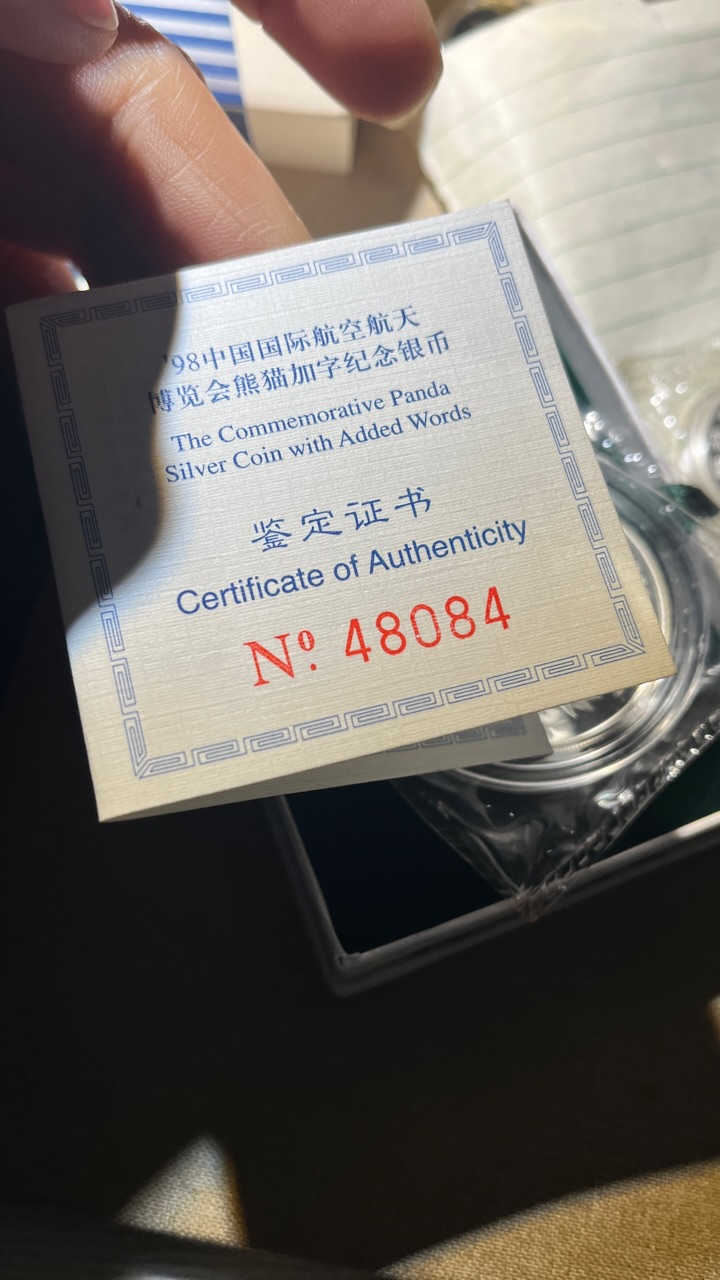 '98中国国际航空航天
博览会熊猫加字纪念银币
The Commemorative Panda
Silver Coin with Added Words
鉴定证书
Certificate of Authenticity
Nº. 48084